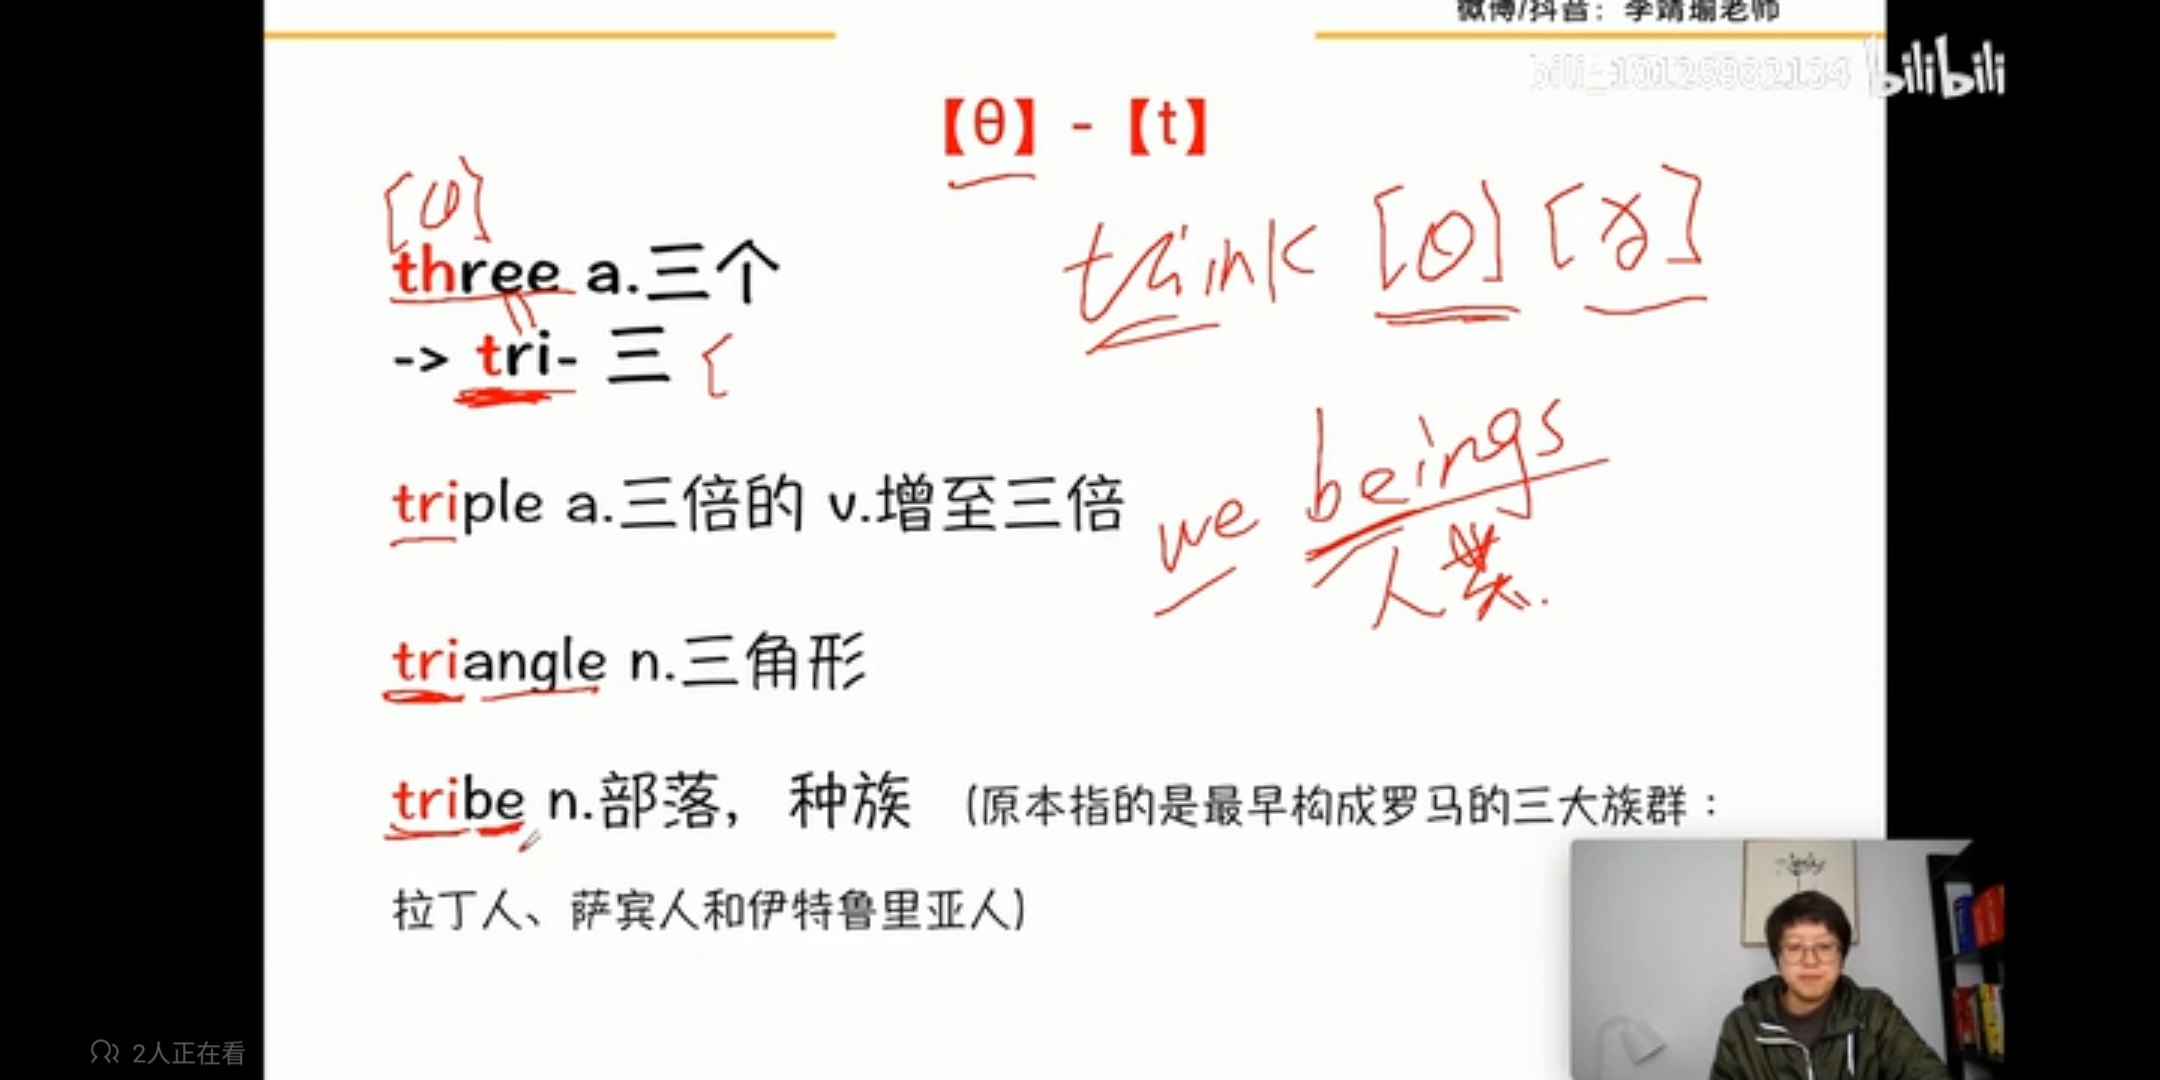 微博/抖音：李靖瑜老师
bili_10125982134 bilibili
【θ】-【t】
[θ]
think [θ] [ð]
three a.三个
-> tri- 三 [
we beings
人类.
triple a.三倍的 v.增至三倍
triangle n.三角形
tribe n.部落，种族 （原本指的是最早构成罗马的三大族群：
拉丁人、萨宾人和伊特鲁里亚人）
2人正在看